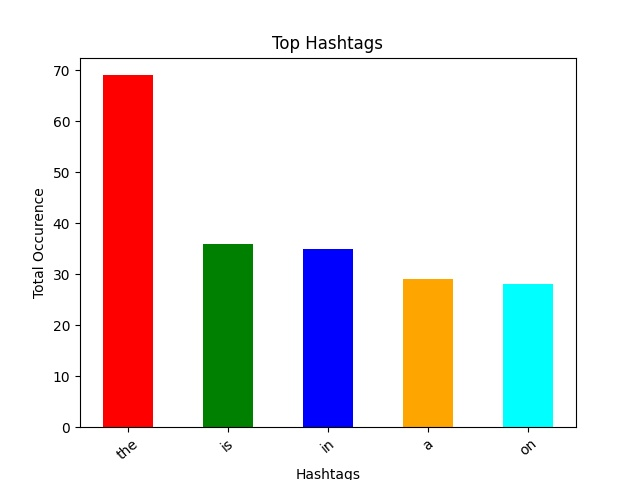 Top Hashtags
Total Occurence
70
60
50
40
30
20
10
0
the
is
in
a
on
Hashtags